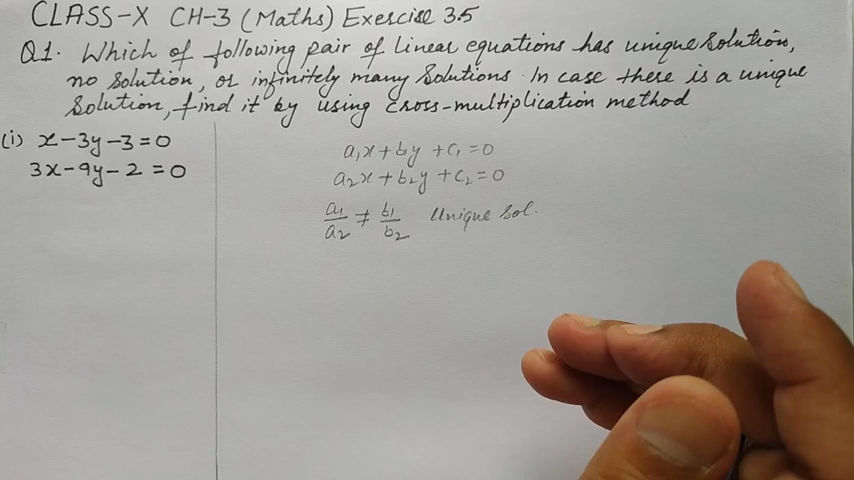 CLASS-X CH-3 (Maths) Exercise 3.5
Q1. Which of following pair of linear equations has unique solution,
no solution, or infinitely many solutions. In case there is a unique
solution, find it by using cross-multiplication method
(i) x-3y-3=0
3x-9y-2=0
a₁x+b₁y+c₁=0
a₂x+b₂y+c₂=0
a₁/a₂ ≠ b₁/b₂ Unique sol.